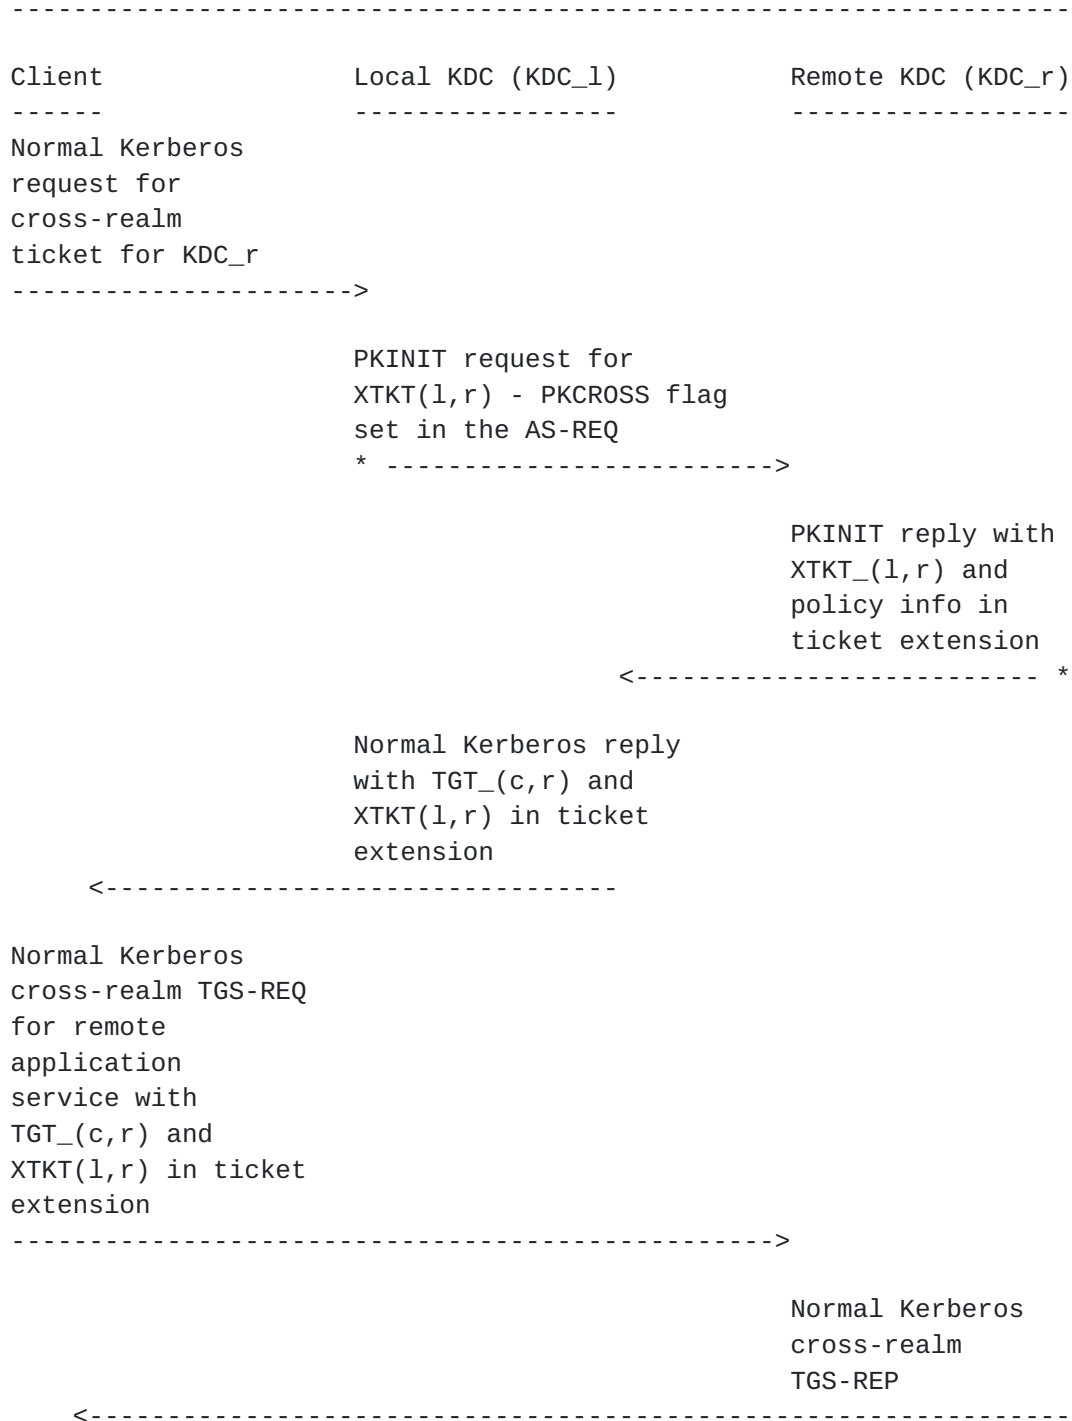 --------------------------------------------------------------------
Client                Local KDC (KDC_l)           Remote KDC (KDC_r)
------                -----------------           ------------------
Normal Kerberos
request for
cross-realm
ticket for KDC_r
---------------------->
                      PKINIT request for
                      XTKT(l,r) - PKCROSS flag
                      set in the AS-REQ
                      * ------------------------->
                                                  PKINIT reply with
                                                  XTKT_(l,r) and
                                                  policy info in
                                                  ticket extension
                                       <-------------------------- *
                      Normal Kerberos reply
                      with TGT_(c,r) and
                      XTKT(l,r) in ticket
                      extension
     <---------------------------------
Normal Kerberos
cross-realm TGS-REQ
for remote
application
service with
TGT_(c,r) and
XTKT(l,r) in ticket
extension
------------------------------------------------->
                                                  Normal Kerberos
                                                  cross-realm
                                                  TGS-REP
    <---------------------------------------------------------------